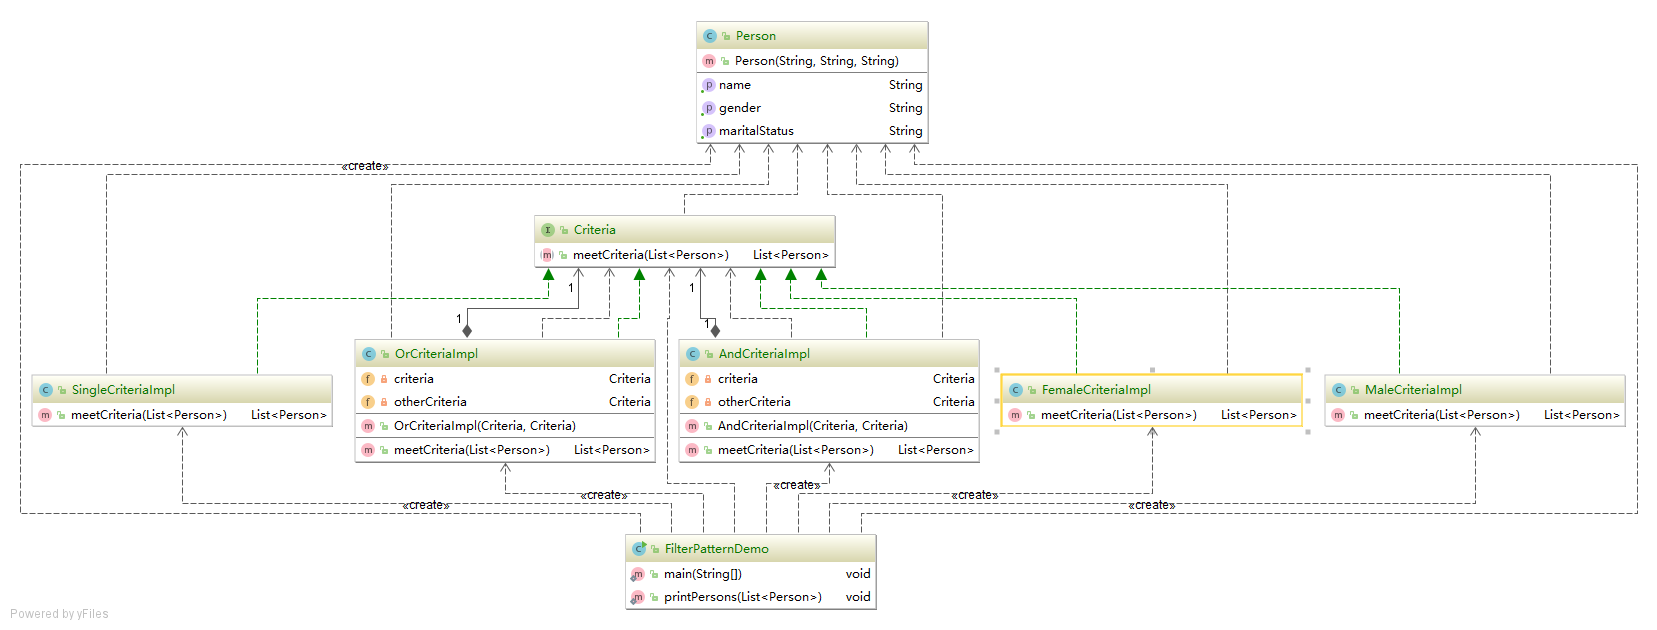 Person
Person(String, String, String)
name String
gender String
maritalStatus String
«create»
Criteria
meetCriteria(List<Person>) List<Person>
1
1
1
1
OrCriteriaImpl
criteria Criteria
otherCriteria Criteria
OrCriteriaImpl(Criteria, Criteria)
meetCriteria(List<Person>) List<Person>
AndCriteriaImpl
criteria Criteria
otherCriteria Criteria
AndCriteriaImpl(Criteria, Criteria)
meetCriteria(List<Person>) List<Person>
SingleCriteriaImpl
meetCriteria(List<Person>) List<Person>
FemaleCriteriaImpl
meetCriteria(List<Person>) List<Person>
MaleCriteriaImpl
meetCriteria(List<Person>) List<Person>
«create»
«create»
«create»
«create»
«create»
FilterPatternDemo
main(String[]) void
printPersons(List<Person>) void
Powered by yFiles